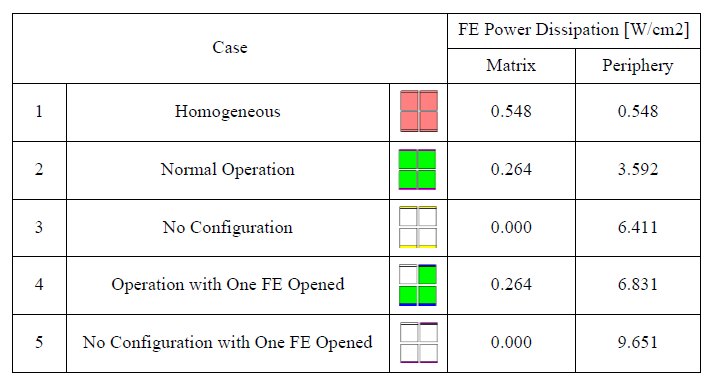 Case
FE Power Dissipation [W/cm2]
Matrix
Periphery
1 Homogeneous 0.548 0.548
2 Normal Operation 0.264 3.592
3 No Configuration 0.000 6.411
4 Operation with One FE Opened 0.264 6.831
5 No Configuration with One FE Opened 0.000 9.651